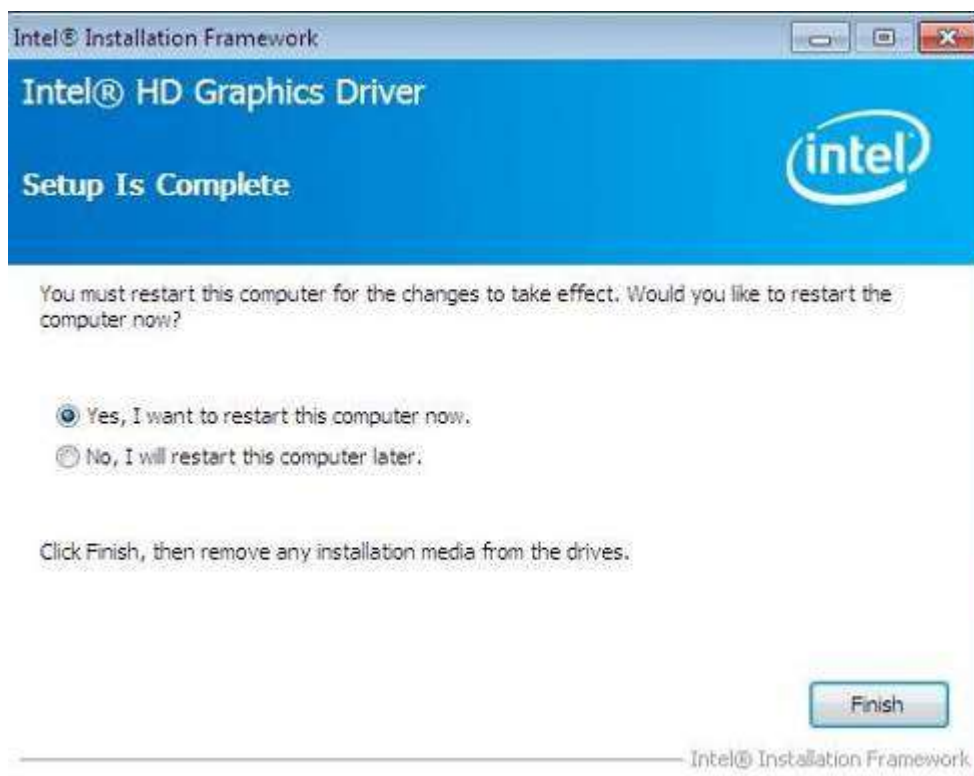 Intel® Installation Framework
Intel® HD Graphics Driver
intel
Setup Is Complete
You must restart this computer for the changes to take effect. Would you like to restart the
computer now?
Yes, I want to restart this computer now.
No, I will restart this computer later.
Click Finish, then remove any installation media from the drives.
Finish
Intel® Installation Framework